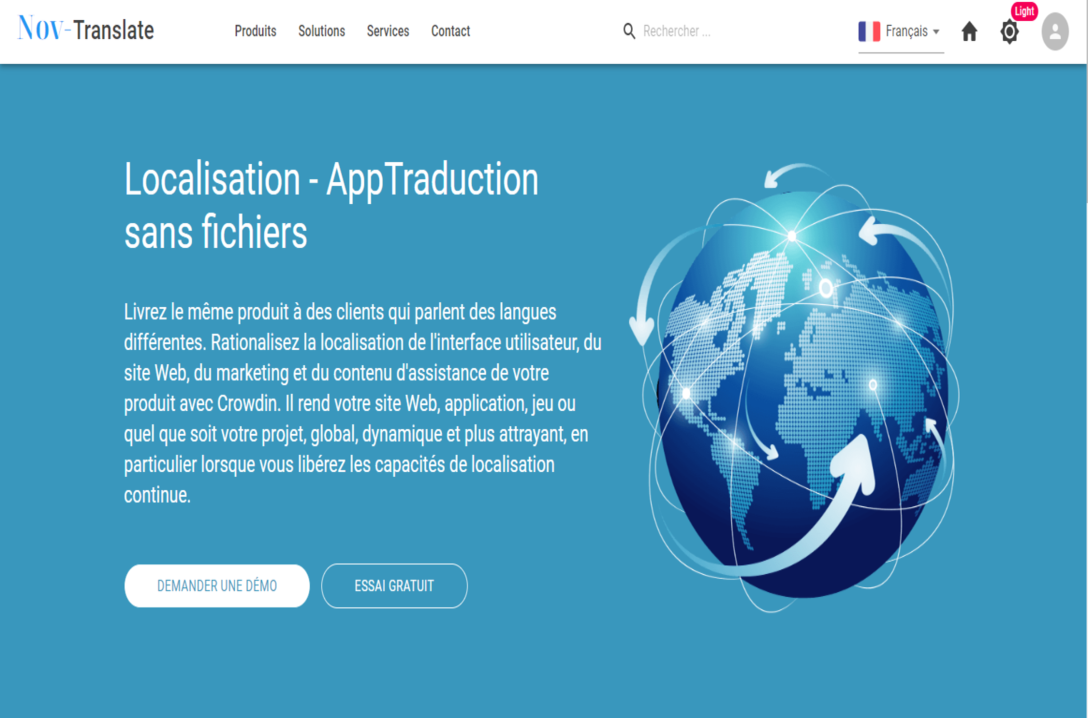 Nov-Translate
Produits Solutions Services Contact
Rechercher ...
Français
Light
Localisation - AppTraduction
sans fichiers
Livrez le même produit à des clients qui parlent des langues
différentes. Rationalisez la localisation de l'interface utilisateur, du
site Web, du marketing et du contenu d'assistance de votre
produit avec Crowdin. Il rend votre site Web, application, jeu ou
quel que soit votre projet, global, dynamique et plus attrayant, en
particulier lorsque vous libérez les capacités de localisation
continue.
DEMANDER UNE DÉMO
ESSAI GRATUIT